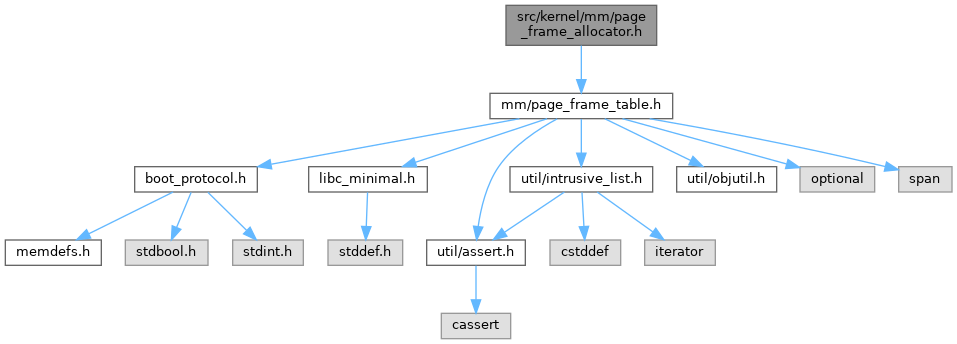 src/kernel/mm/page
_frame_allocator.h
mm/page_frame_table.h
boot_protocol.h
libc_minimal.h
util/intrusive_list.h
util/objutil.h
optional
span
memdefs.h
stdbool.h
stdint.h
stddef.h
util/assert.h
cstddef
iterator
cassert